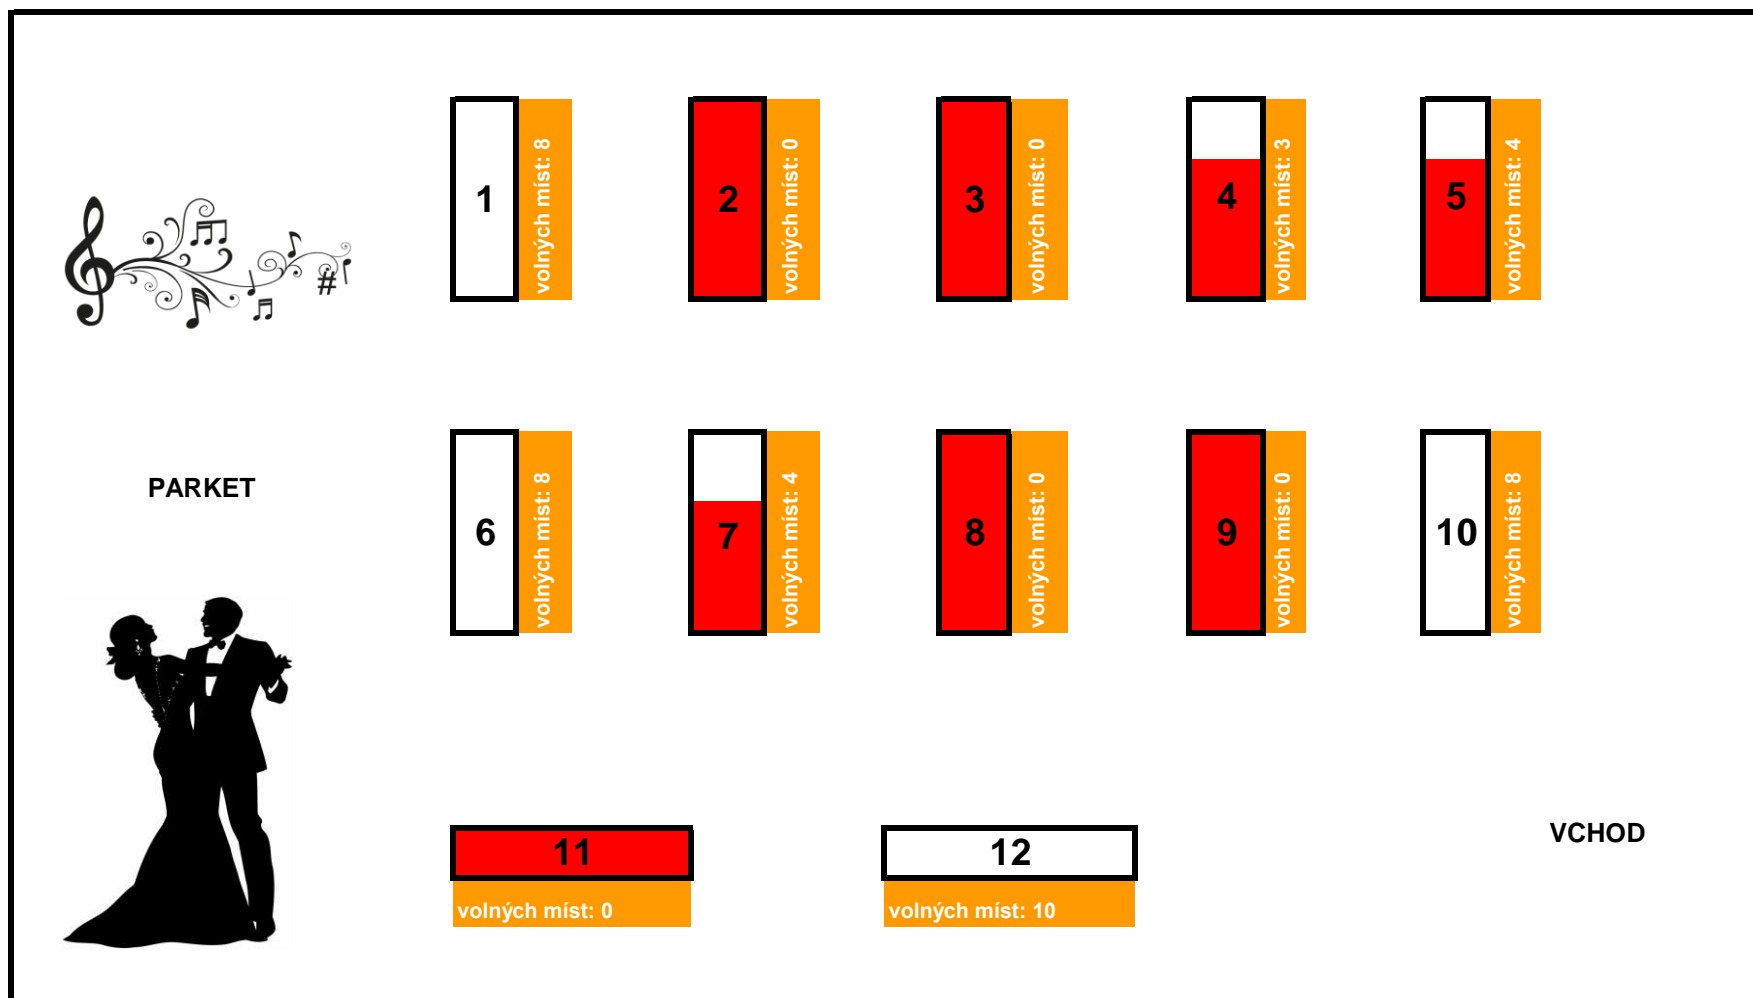 1
volných míst: 8
2
volných míst: 0
3
volných míst: 0
4
volných míst: 3
5
volných míst: 4
PARKET
6
volných míst: 8
7
volných míst: 4
8
volných míst: 0
9
volných míst: 0
10
volných míst: 8
11
volných míst: 0
12
volných míst: 10
VCHOD